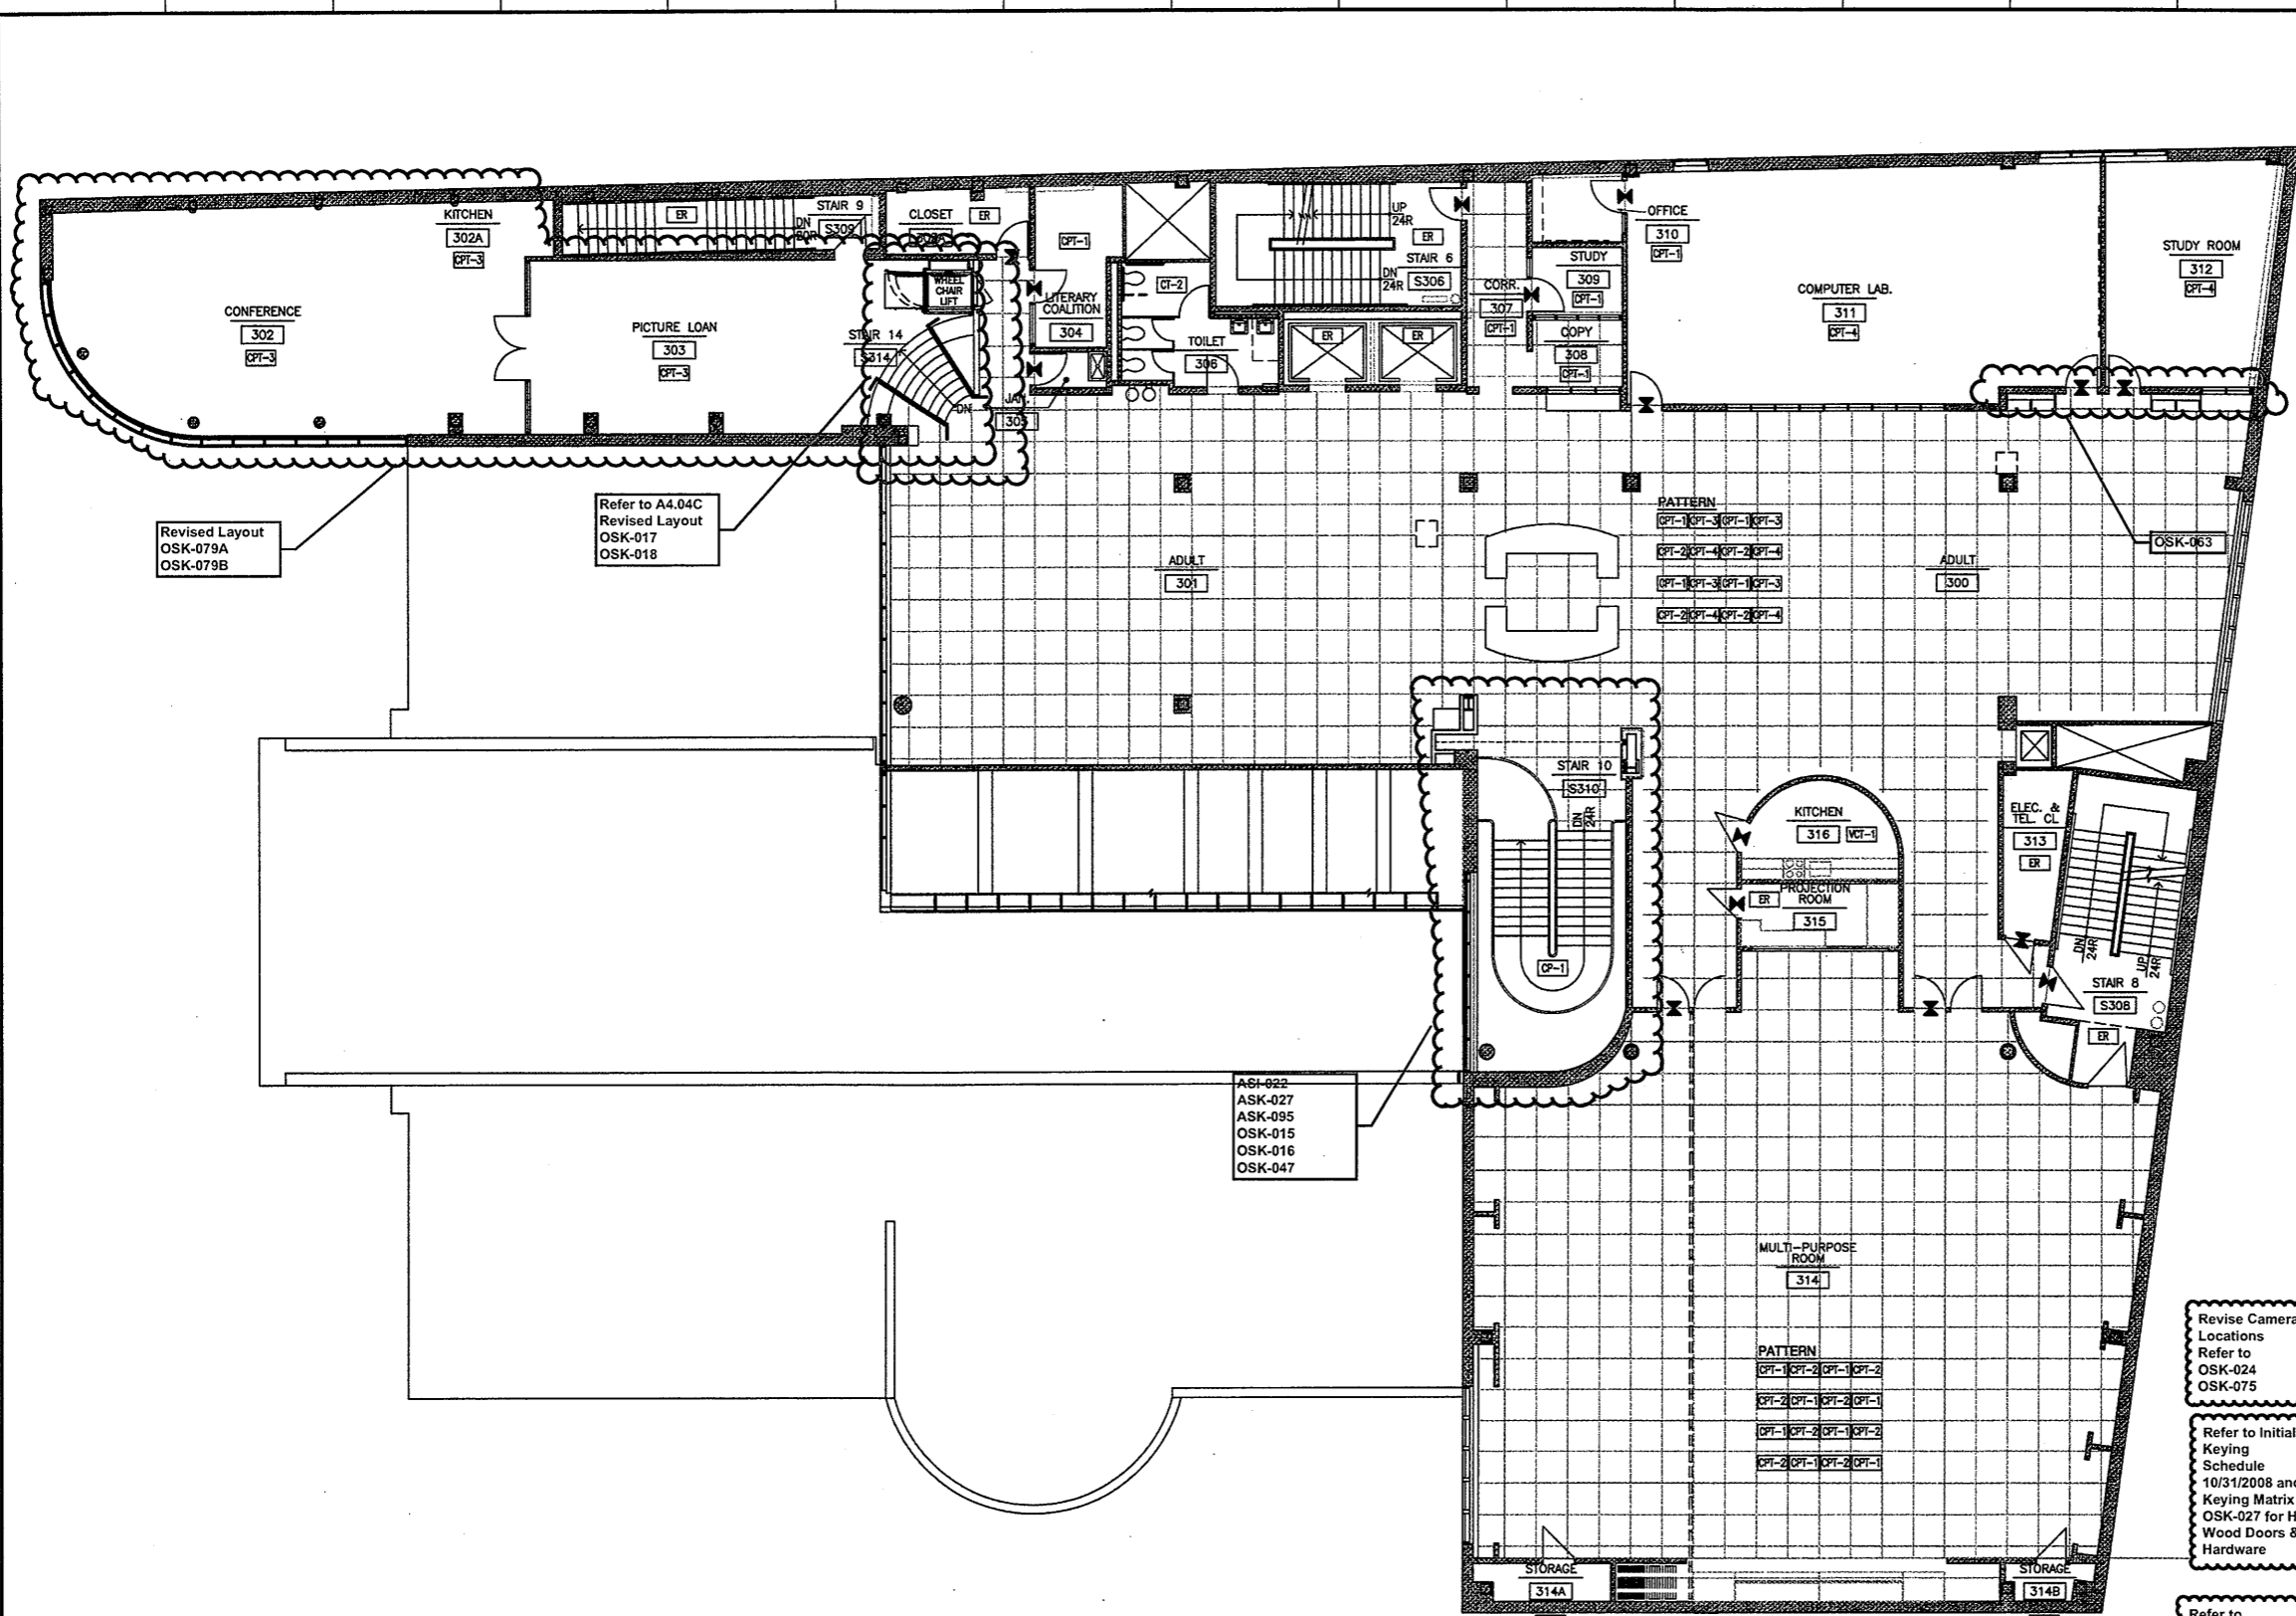 KITCHEN
302A
CPT-3
ER
STAIR 9
S309
DN
CLOSET
ER
CPT-1
WHEEL
CHAIR
LIFT
CONFERENCE
302
CPT-3
PICTURE LOAN
303
CPT-3
STAIR 14
S314
DN
LITERARY
COALITION
304
JAN.
305
CT-2
TOILET
306
UP
24R
ER
STAIR 6
S306
DN
24R
ER
ER
CORR.
307
CPT-1
OFFICE
310
CPT-1
STUDY
309
CPT-1
COPY
308
CPT-1
COMPUTER LAB.
311
CPT-4
STUDY ROOM
312
CPT-4
Revised Layout
OSK-079A
OSK-079B
Refer to A4.04C
Revised Layout
OSK-017
OSK-018
ADULT
301
PATTERN
CPT-1 CPT-3 CPT-1 CPT-3
CPT-2 CPT-4 CPT-2 CPT-4
CPT-1 CPT-3 CPT-1 CPT-3
CPT-2 CPT-4 CPT-2 CPT-4
ADULT
300
OSK-063
STAIR 10
S310
DN
24R
CP-1
KITCHEN
316 VCT-1
PROJECTION
ER ROOM
315
ELEC. &
TEL. CL
313
ER
DN
24R
UP
24R
STAIR 8
S308
ER
ASI-022
ASK-027
ASK-095
OSK-015
OSK-016
OSK-047
MULTI-PURPOSE
ROOM
314
PATTERN
CPT-1 CPT-2 CPT-1 CPT-2
CPT-2 CPT-1 CPT-2 CPT-1
CPT-1 CPT-2 CPT-1 CPT-2
CPT-2 CPT-1 CPT-2 CPT-1
STORAGE
314A
STORAGE
314B
Revise Camera
Locations
Refer to
OSK-024
OSK-075
Refer to Initial
Keying
Schedule
10/31/2008 and
Keying Matrix
OSK-027 for H
Wood Doors &
Hardware
Refer to